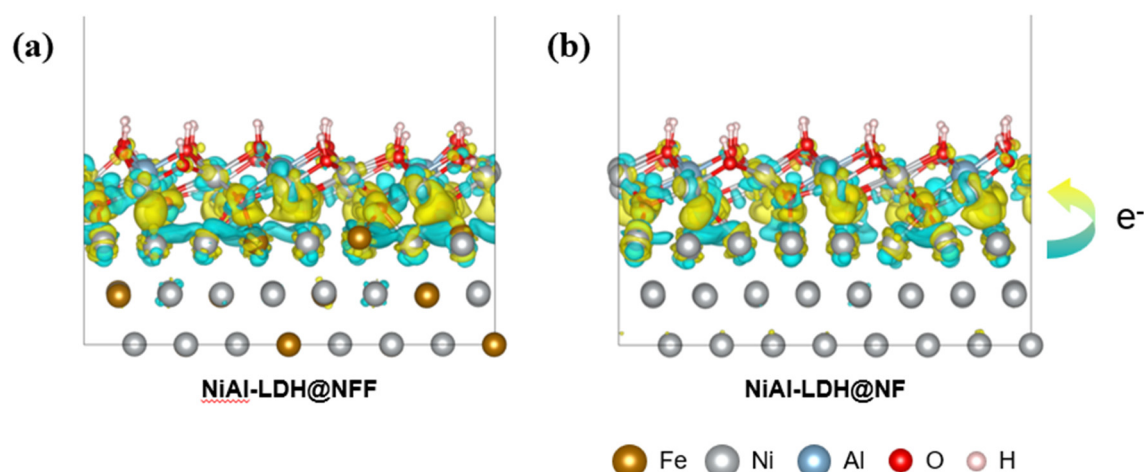 (a)
(b)
e-
NiAl-LDH@NFF
NiAl-LDH@NF
Fe Ni Al O H